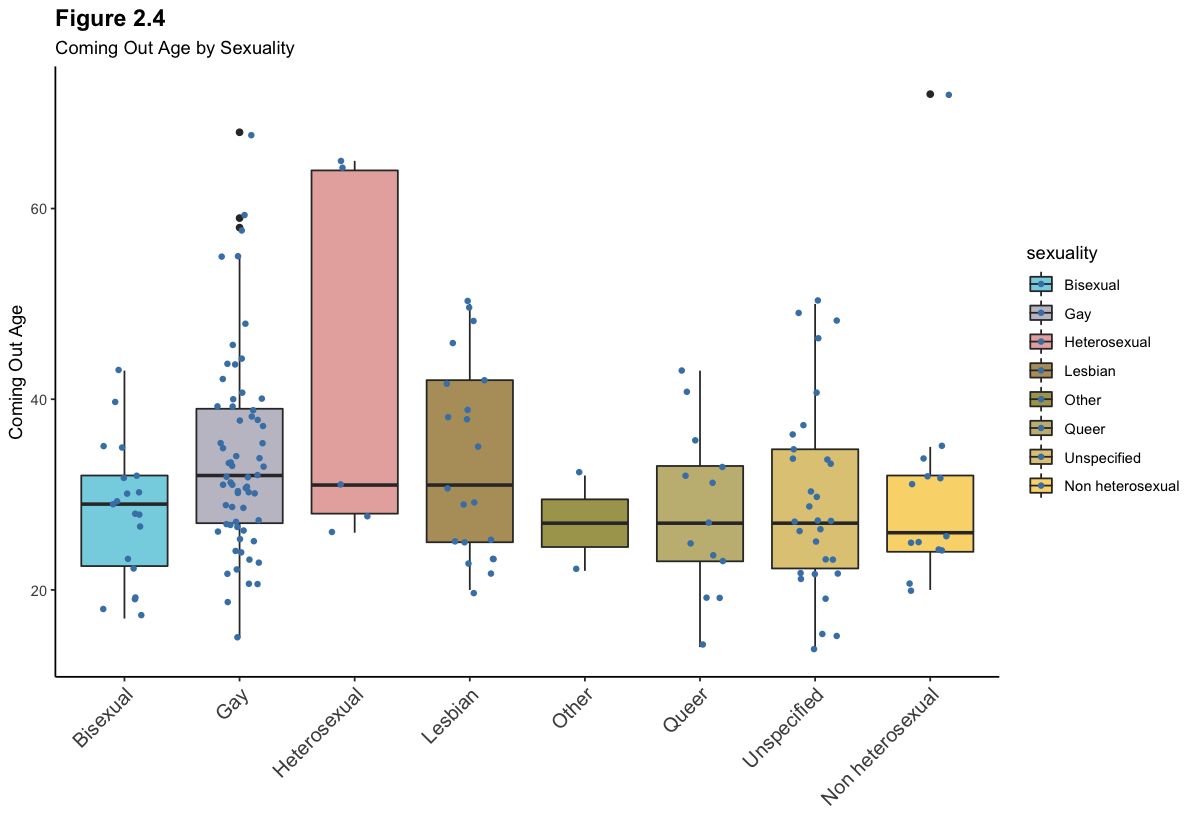 Figure 2.4
Coming Out Age by Sexuality
Coming Out Age
60
40
20
Bisexual
Gay
Heterosexual
Lesbian
Other
Queer
Unspecified
Non heterosexual
sexuality
Bisexual
Gay
Heterosexual
Lesbian
Other
Queer
Unspecified
Non heterosexual